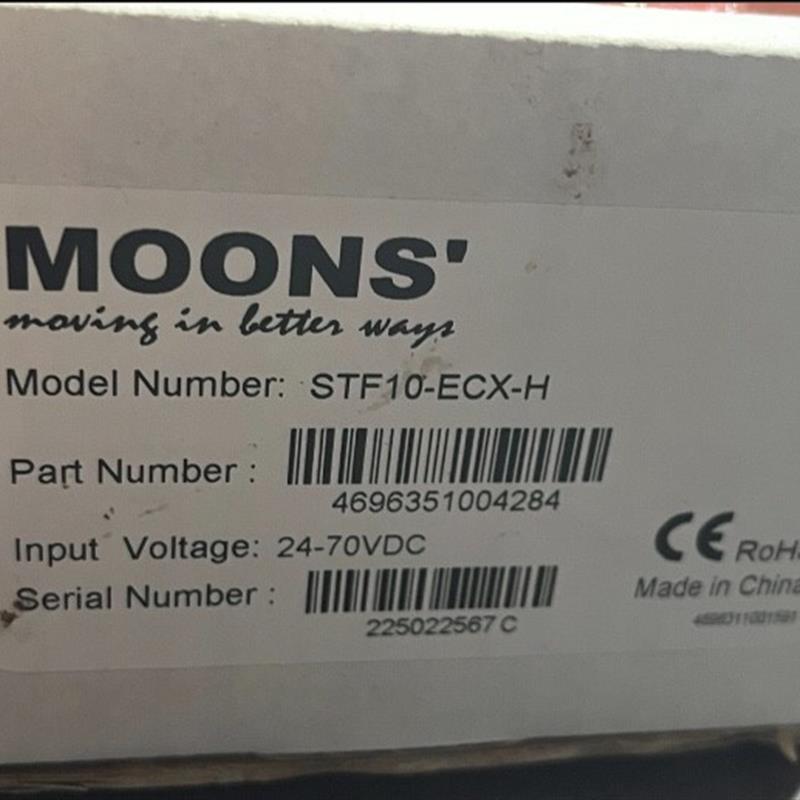 MOONS'
moving in better ways
Model Number: STF10-ECX-H
Part Number :
4696351004284
Input Voltage: 24-70VDC
Serial Number :
225022567 C
CE RoHS
Made in China